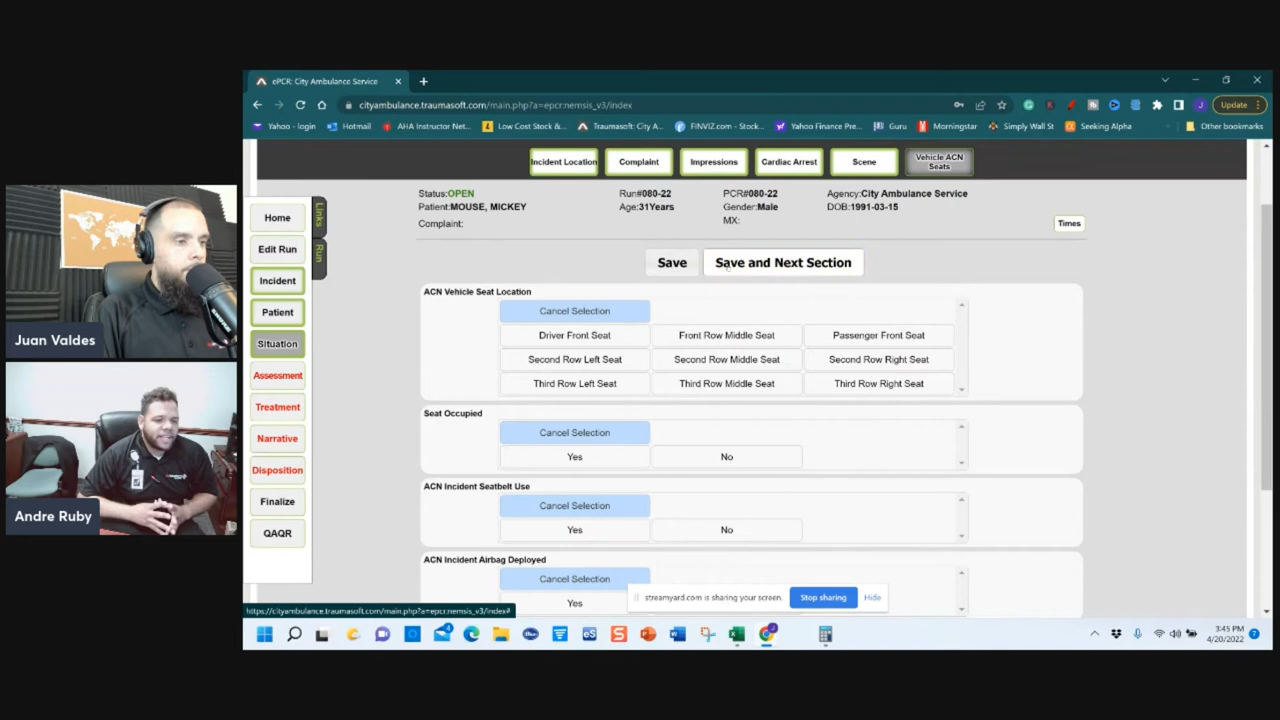 ePCR: City Ambulance Service
cityambulance.traumasoft.com/main.php?a=epcr:nemsis_v3/index
Update
Yahoo - login
Hotmail
AHA Instructor Net...
Low Cost Stock &...
Traumasoft: City A...
FINVIZ.com - Stock...
Yahoo Finance Pre...
Guru
Morningstar
Simply Wall St
Seeking Alpha
Other bookmarks
Incident Location
Complaint
Impressions
Cardiac Arrest
Scene
Vehicle ACN
Seats
Status:OPEN
Run#080-22
PCR#080-22
Agency:City Ambulance Service
Patient:MOUSE, MICKEY
Age:31Years
Gender:Male
DOB:1991-03-15
Complaint:
MX:
Times
Links
Run
Home
Edit Run
Incident
Patient
Situation
Assessment
Treatment
Narrative
Disposition
Finalize
QAQR
Save
Save and Next Section
ACN Vehicle Seat Location
Cancel Selection
Driver Front Seat
Front Row Middle Seat
Passenger Front Seat
Second Row Left Seat
Second Row Middle Seat
Second Row Right Seat
Third Row Left Seat
Third Row Middle Seat
Third Row Right Seat
Seat Occupied
Cancel Selection
Yes
No
ACN Incident Seatbelt Use
Cancel Selection
Yes
No
ACN Incident Airbag Deployed
Cancel Selection
Yes
streamyard.com is sharing your screen.
Stop sharing
Hide
https://cityambulance.traumasoft.com/main.php?a=epcr:nemsis_v3/index#
3:45 PM
4/20/2022
Juan Valdes
Andre Ruby